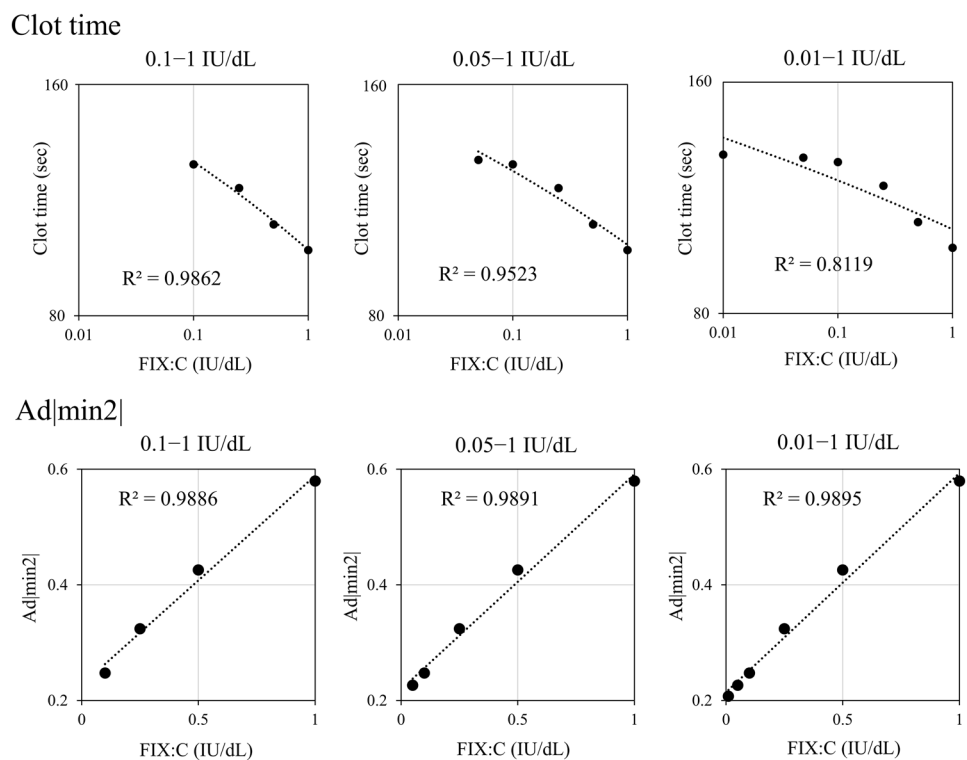 Clot time
0.1−1 IU/dL
0.05−1 IU/dL
0.01−1 IU/dL
160
160
160
Clot time (sec)
Clot time (sec)
Clot time (sec)
R² = 0.9862
R² = 0.9523
R² = 0.8119
80
80
80
0.01 0.1 1
0.01 0.1 1
0.01 0.1 1
FIX:C (IU/dL)
FIX:C (IU/dL)
FIX:C (IU/dL)
Ad|min2|
0.1−1 IU/dL
0.05−1 IU/dL
0.01−1 IU/dL
0.6
0.6
0.6
R² = 0.9886
R² = 0.9891
R² = 0.9895
Ad|min2|
Ad|min2|
Ad|min2|
0.4
0.4
0.4
0.2
0.2
0.2
0 0.5 1
0 0.5 1
0 0.5 1
FIX:C (IU/dL)
FIX:C (IU/dL)
FIX:C (IU/dL)